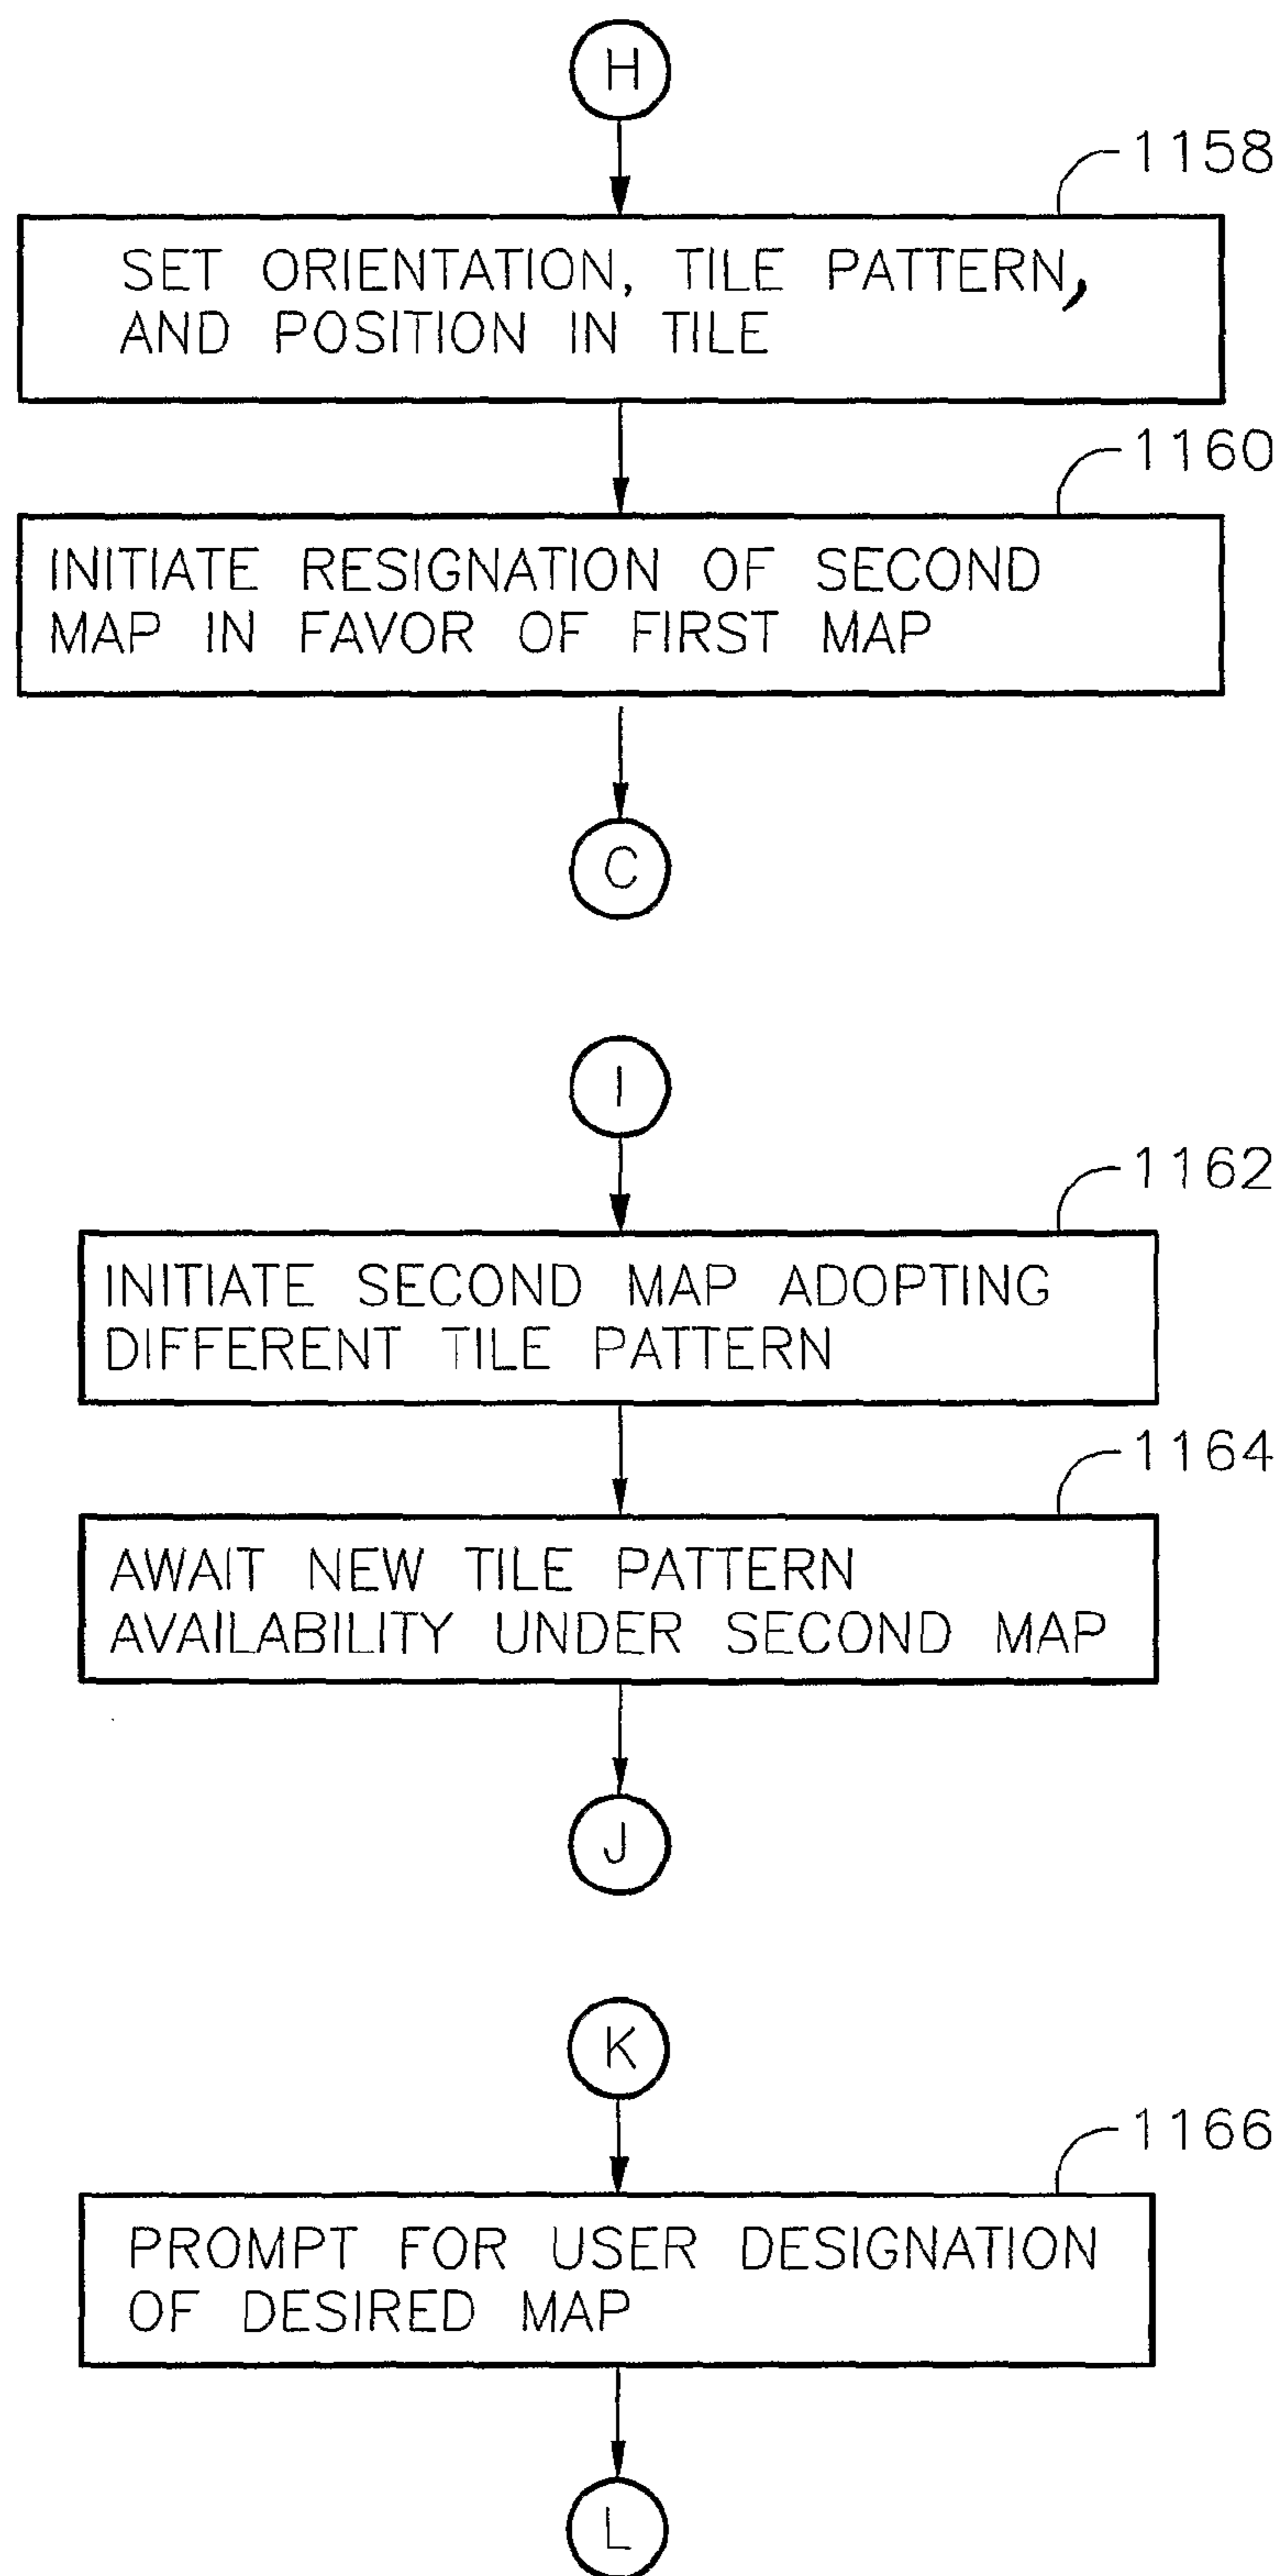 H
1158
SET ORIENTATION, TILE PATTERN,
AND POSITION IN TILE
1160
INITIATE RESIGNATION OF SECOND
MAP IN FAVOR OF FIRST MAP
C
I
1162
INITIATE SECOND MAP ADOPTING
DIFFERENT TILE PATTERN
1164
AWAIT NEW TILE PATTERN
AVAILABILITY UNDER SECOND MAP
J
K
1166
PROMPT FOR USER DESIGNATION
OF DESIRED MAP
L